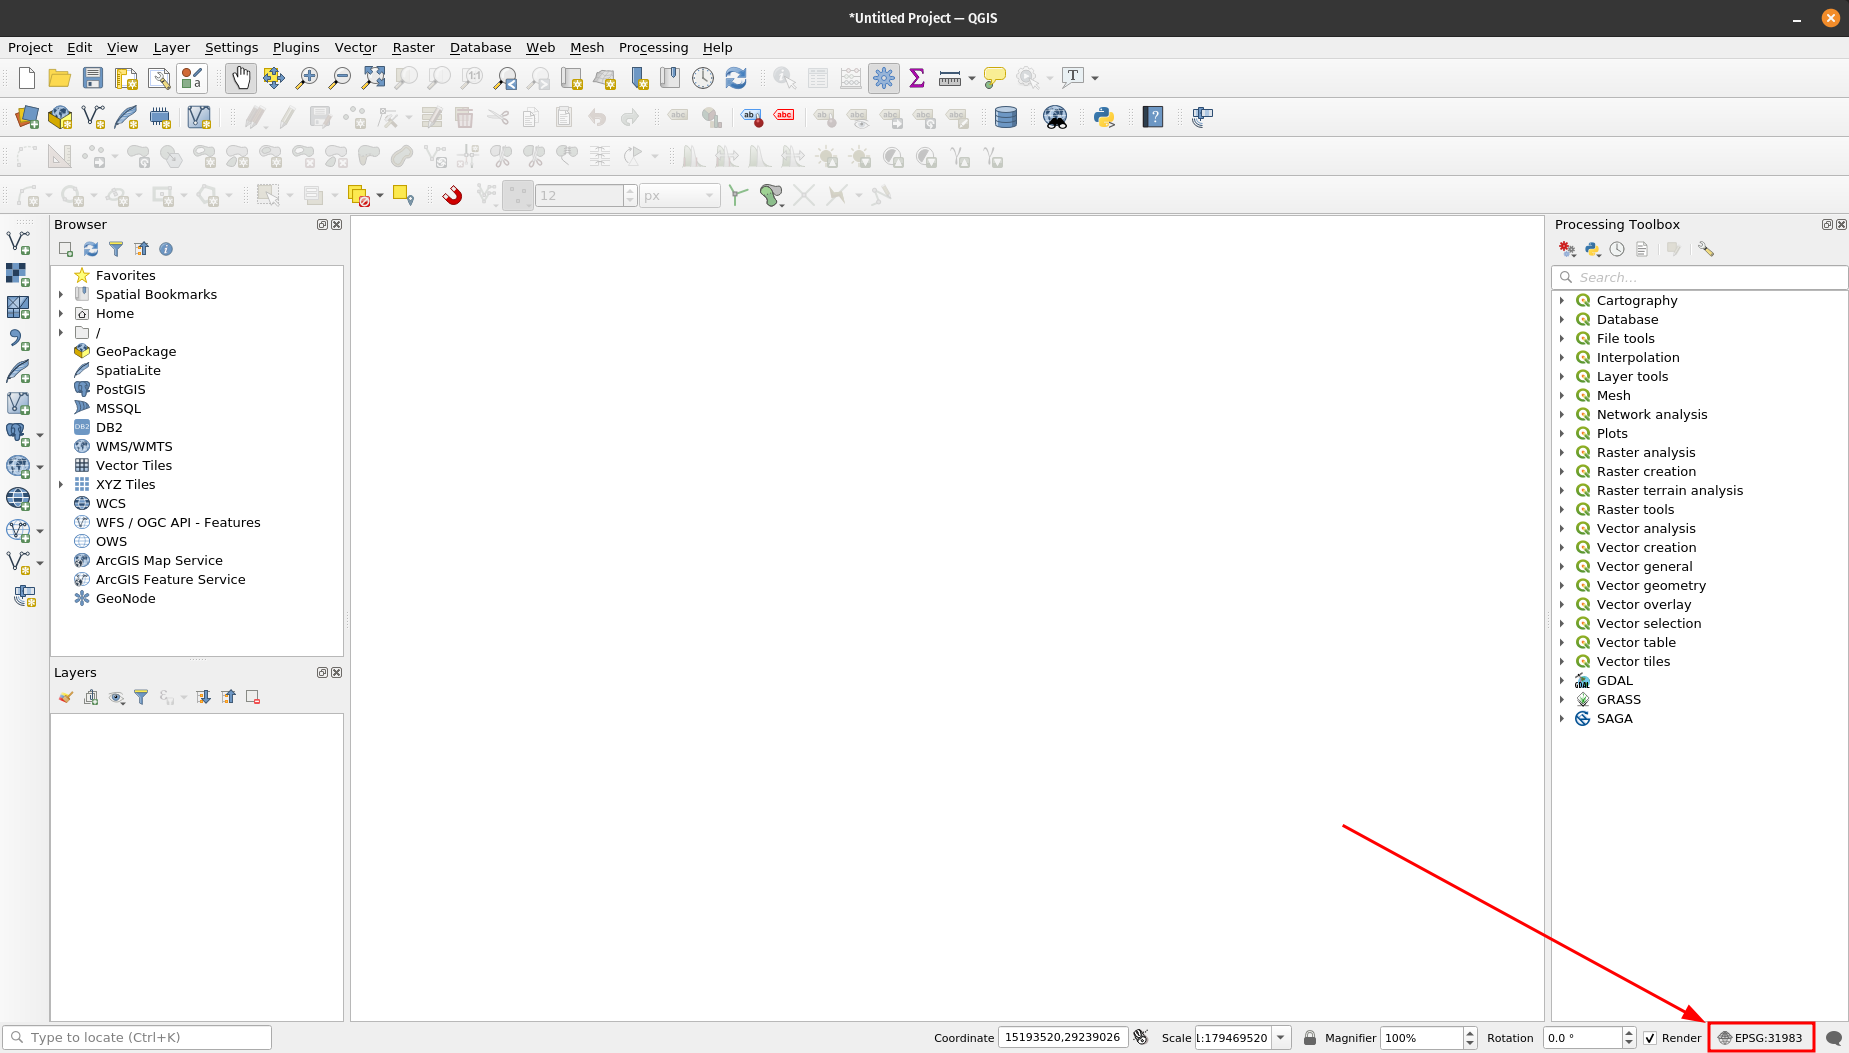 *Untitled Project — QGIS
Project Edit View Layer Settings Plugins Vector Raster Database Web Mesh Processing Help
12 px
Browser
Favorites
Spatial Bookmarks
Home
/
GeoPackage
SpatiaLite
PostGIS
MSSQL
DB2
WMS/WMTS
Vector Tiles
XYZ Tiles
WCS
WFS / OGC API - Features
OWS
ArcGIS Map Service
ArcGIS Feature Service
GeoNode
Layers
Processing Toolbox
Search...
Cartography
Database
File tools
Interpolation
Layer tools
Mesh
Network analysis
Plots
Raster analysis
Raster creation
Raster terrain analysis
Raster tools
Vector analysis
Vector creation
Vector general
Vector geometry
Vector overlay
Vector selection
Vector table
Vector tiles
GDAL
GRASS
SAGA
Type to locate (Ctrl+K)
Coordinate 15193520,29239026 Scale 1:179469520 Magnifier 100% Rotation 0.0 ° Render EPSG:31983